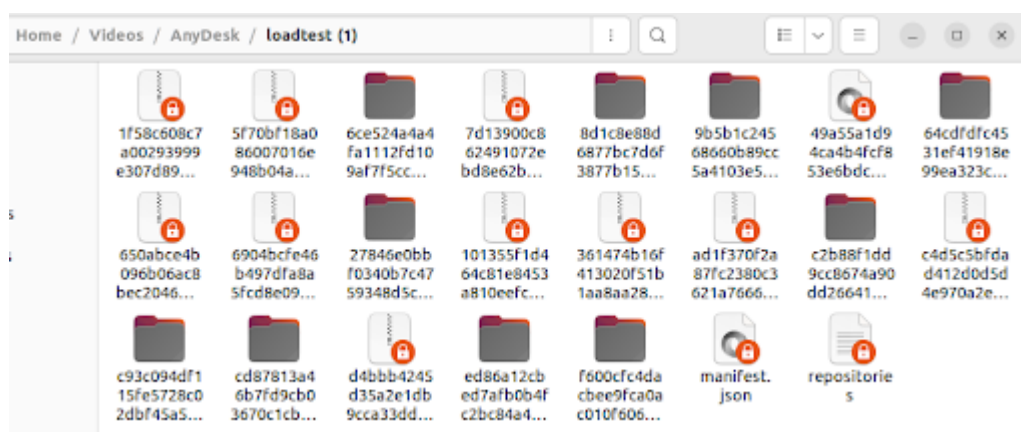 Home / Videos / AnyDesk / loadtest (1)
1f58c608c7
a00293999
e307d89...
5f70bf18a0
86007016e
948b04a...
6ce524a4a4
fa1112fd10
9af7f5cc...
7d13900c8
62491072e
bd8e62b...
8d1c8e88d
6877bc7d6f
3877b15...
9b5b1c245
68660b89cc
5a4103e5...
49a55a1d9
4ca4b4fcf8
53e6bdc...
64cdfdfc45
31ef41918e
99ea323c...
650abce4b
096b06ac8
bec2046...
6904bcfe46
b497dfa8a
5fcd8e09...
27846e0bb
f0340b7c47
59348d5c...
101355f1d4
64c81e8453
a810eefc...
361474b16f
413020f51b
1aa8aa28...
ad1f370f2a
87fc2380c3
621a7666...
c2b88f1dd
9cc8674a90
dd26641...
c4d5c5bfda
d412d0d5d
4e970a2e...
c93c094df1
15fe5728c0
2dbf45a5...
cd87813a4
6b7fd9cb0
3670c1cb...
d4bbb4245
d35a2e1db
9cca33dd...
ed86a12cb
ed7afb0b4f
c2bc84a4...
f600cfc4da
cbee9fca0a
c010f606...
manifest.
json
repositorie
s